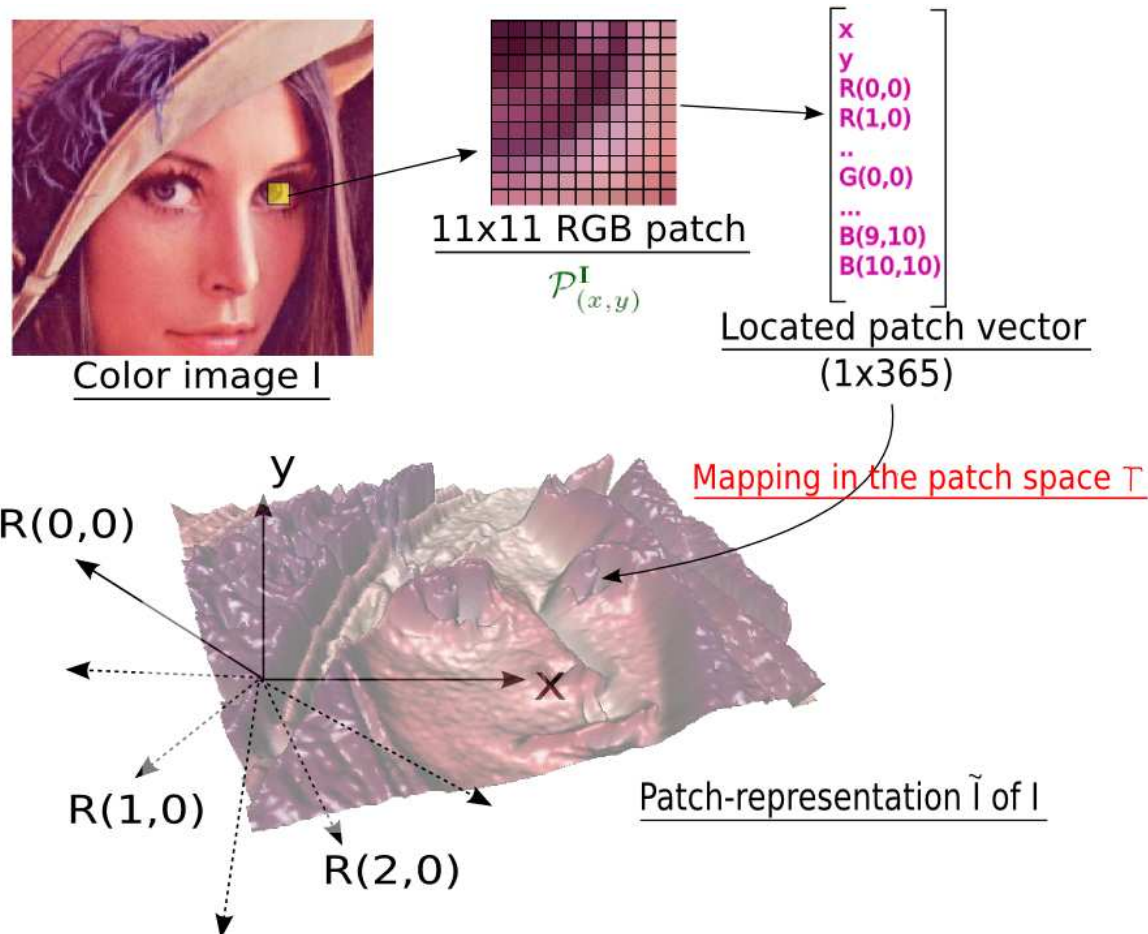 x
y
R(0,0)
R(1,0)
..
G(0,0)
...
B(9,10)
B(10,10)
11x11 RGB patch
𝒫^I_(x,y)
Color image I
Located patch vector
(1x365)
Mapping in the patch space Γ
y
R(0,0)
x
R(1,0)
R(2,0)
Patch-representation Ĩ of I